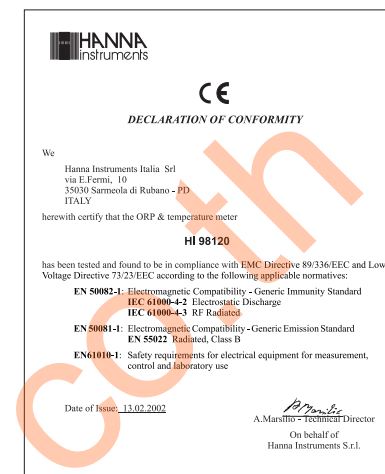 HANNA
instruments
CE
DECLARATION OF CONFORMITY
We
Hanna Instruments Italia Srl
via E.Fermi, 10
35030 Sarmeola di Rubano - PD
ITALY
herewith certify that the ORP & temperature meter
HI 98120
has been tested and found to be in compliance with EMC Directive 89/336/EEC and Low
Voltage Directive 73/23/EEC according to the following applicable normatives:
EN 50082-1: Electromagnetic Compatibility - Generic Immunity Standard
IEC 61000-4-2 Electrostatic Discharge
IEC 61000-4-3 RF Radiated
EN 50081-1: Electromagnetic Compatibility - Generic Emission Standard
EN 55022 Radiated, Class B
EN61010-1: Safety requirements for electrical equipment for measurement,
control and laboratory use
Date of Issue: 13.02.2002
A.Marsilio - Technical Director
On behalf of
Hanna Instruments S.r.l.